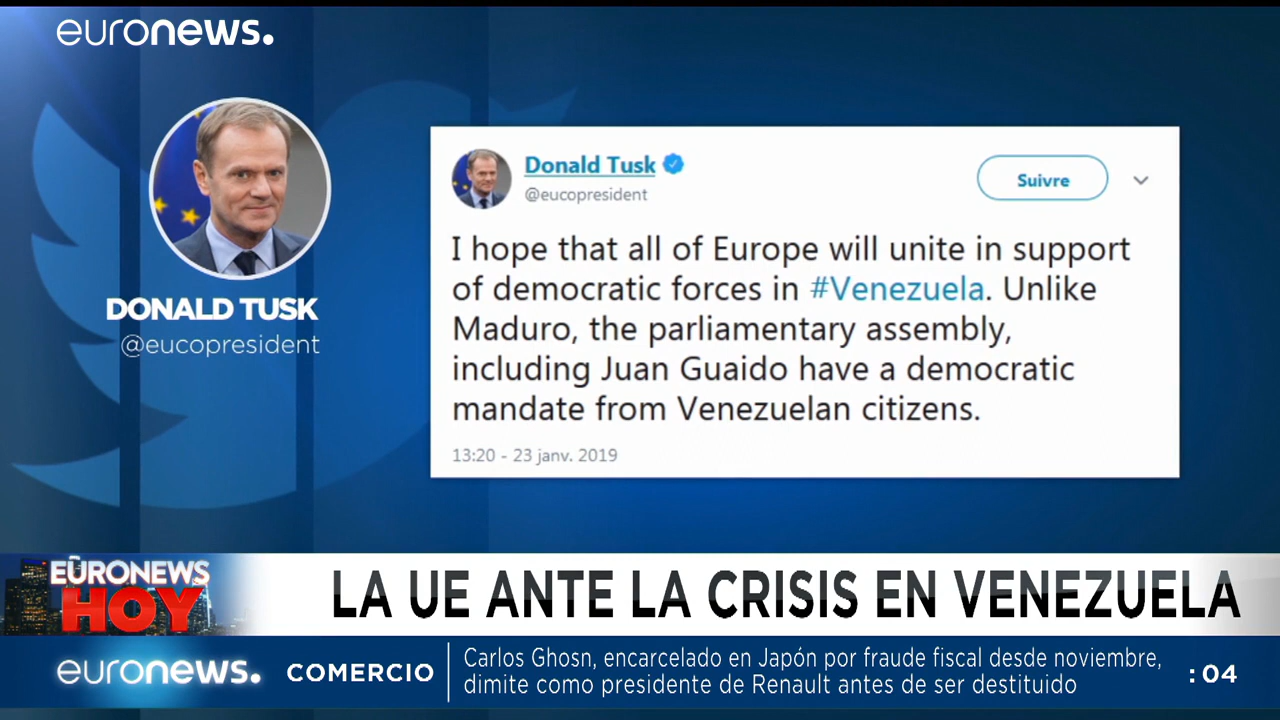 euronews.
DONALD TUSK
@eucopresident
Donald Tusk
@eucopresident
Suivre
I hope that all of Europe will unite in support
of democratic forces in #Venezuela. Unlike
Maduro, the parliamentary assembly,
including Juan Guaido have a democratic
mandate from Venezuelan citizens.
13:20 - 23 janv. 2019
EURONEWS
HOY
LA UE ANTE LA CRISIS EN VENEZUELA
euronews.
COMERCIO
Carlos Ghosn, encarcelado en Japón por fraude fiscal desde noviembre,
dimite como presidente de Renault antes de ser destituido
:04